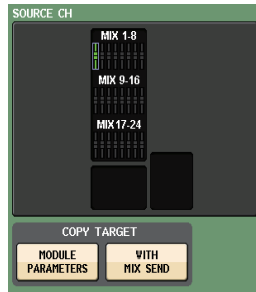 SOURCE CH
MIX 1-8
MIX 9-16
MIX17-24
COPY TARGET
MODULE
PARAMETERS
WITH
MIX SEND